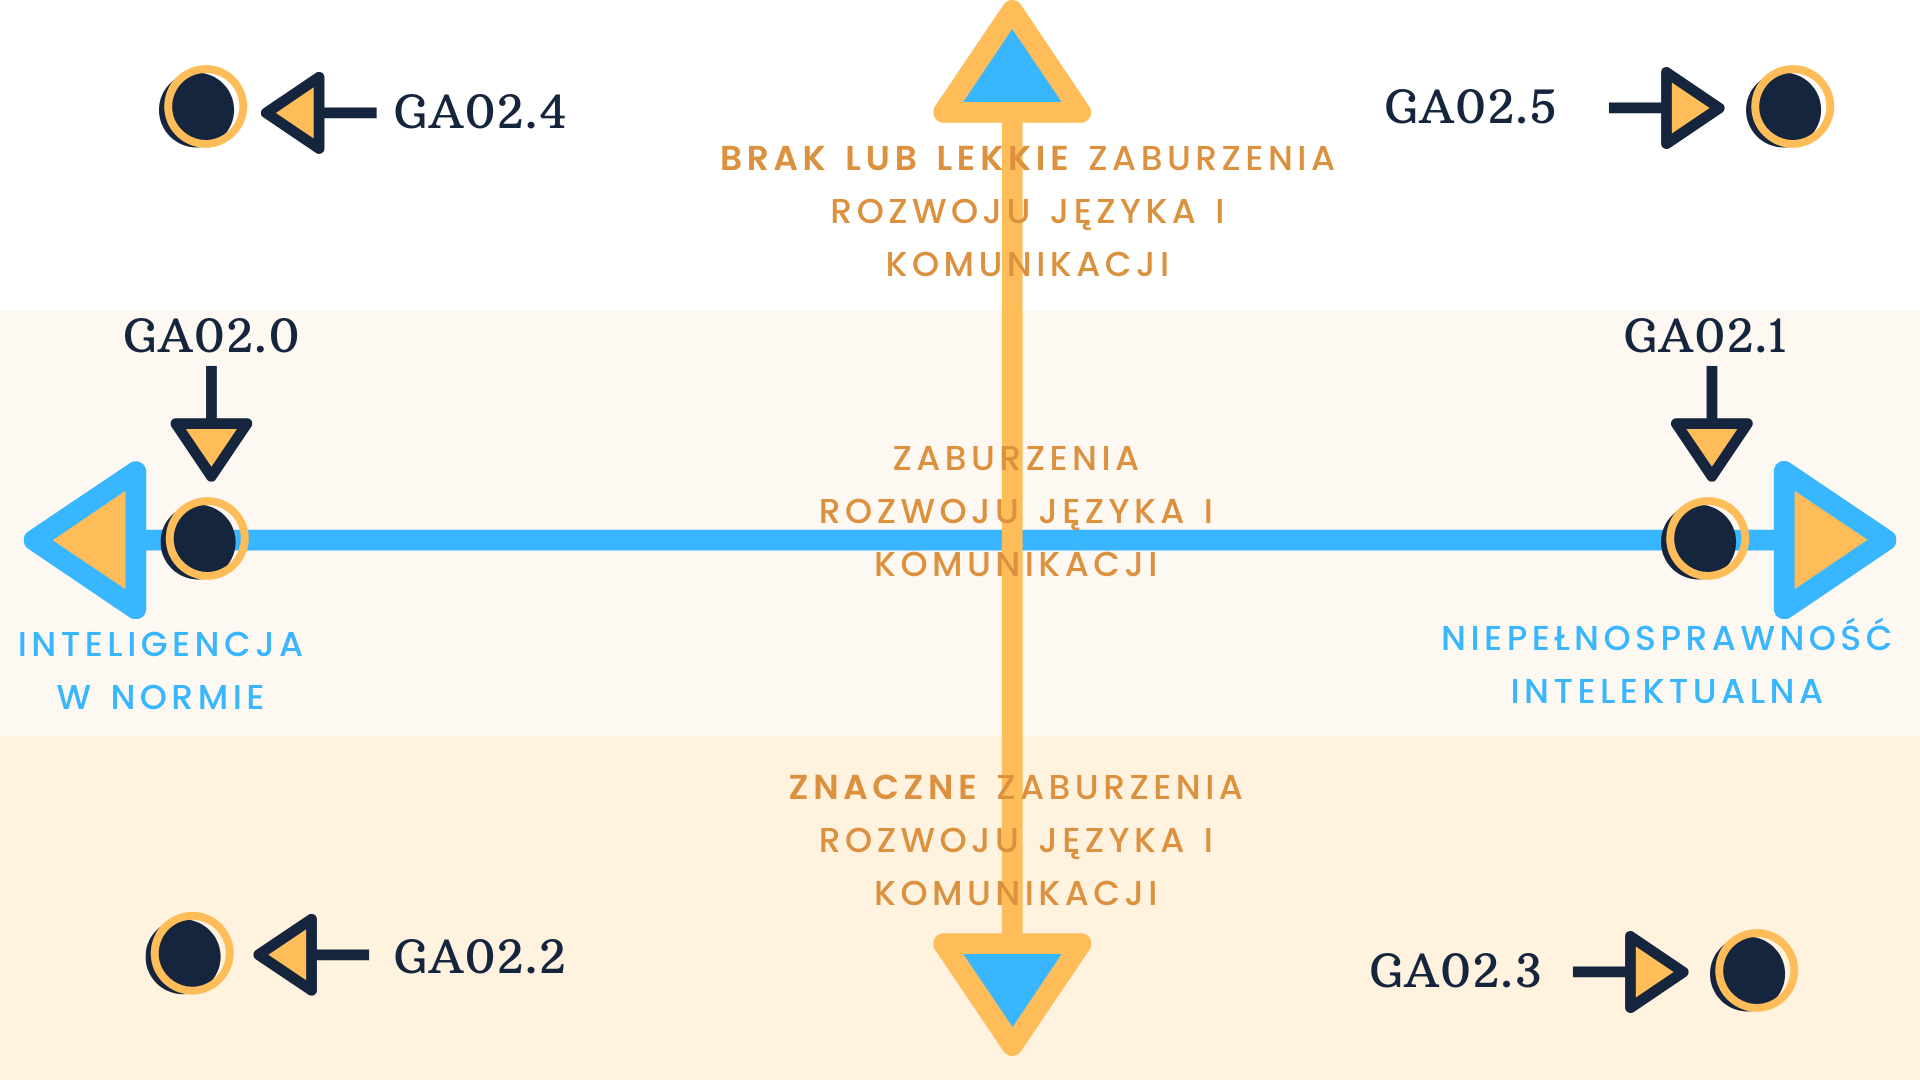 GA02.4
GA02.5
BRAK LUB LEKKIE ZABURZENIA
ROZWOJU JĘZYKA I
KOMUNIKACJI
GA02.0
GA02.1
ZABURZENIA
ROZWOJU JĘZYKA I
KOMUNIKACJI
INTELIGENCJA
W NORMIE
NIEPEŁNOSPRAWNOŚĆ
INTELEKTUALNA
ZNACZNE ZABURZENIA
ROZWOJU JĘZYKA I
KOMUNIKACJI
GA02.2
GA02.3